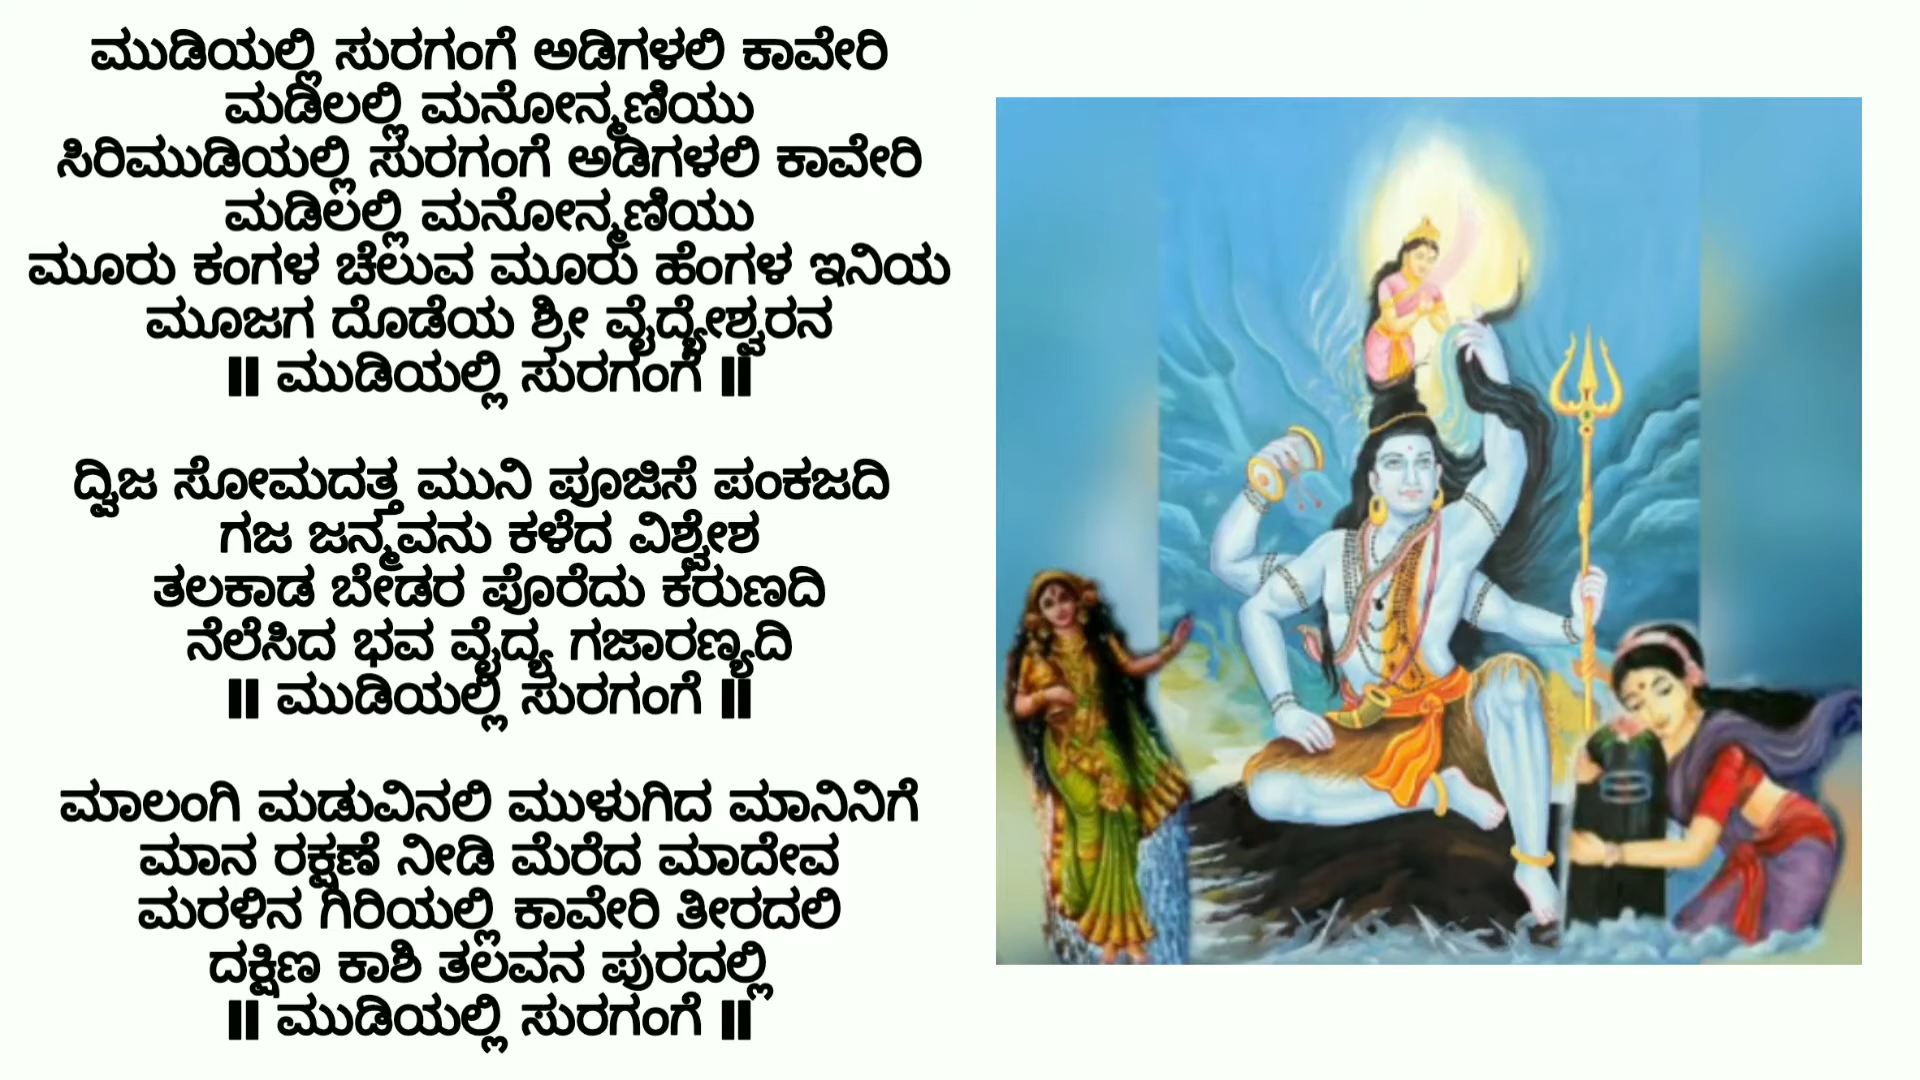 ಮುಡಿಯಲ್ಲಿ ಸುರಗಂಗೆ ಅಡಿಗಳಲಿ ಕಾವೇರಿ
ಮಡಿಲಲ್ಲಿ ಮನೋನ್ಮಣಿಯು
ಸಿರಿಮುಡಿಯಲ್ಲಿ ಸುರಗಂಗೆ ಅಡಿಗಳಲಿ ಕಾವೇರಿ
ಮಡಿಲಲ್ಲಿ ಮನೋನ್ಮಣಿಯು
ಮೂರು ಕಂಗಳ ಚೆಲುವ ಮೂರು ಹೆಂಗಳ ಇನಿಯ
ಮೂಜಗ ದೊಡೆಯ ಶ್ರೀ ವೈದ್ಯೇಶ್ವರನ
॥ ಮುಡಿಯಲ್ಲಿ ಸುರಗಂಗೆ ॥
ದ್ವಿಜ ಸೋಮದತ್ತ ಮುನಿ ಪೂಜಿಸೆ ಪಂಕಜದಿ
ಗಜ ಜನ್ಮವನು ಕಳೆದ ವಿಶ್ವೇಶ
ತಲಕಾಡ ಬೇಡರ ಪೊರೆದು ಕರುಣದಿ
ನೆಲೆಸಿದ ಭವ ವೈದ್ಯ ಗಜಾರಣ್ಯದಿ
॥ ಮುಡಿಯಲ್ಲಿ ಸುರಗಂಗೆ ॥
ಮಾಲಂಗಿ ಮಡುವಿನಲಿ ಮುಳುಗಿದ ಮಾನಿನಿಗೆ
ಮಾನ ರಕ್ಷಣೆ ನೀಡಿ ಮೆರೆದ ಮಾದೇವ
ಮರಳಿನ ಗಿರಿಯಲ್ಲಿ ಕಾವೇರಿ ತೀರದಲಿ
ದಕ್ಷಿಣ ಕಾಶಿ ತಲವನ ಪುರದಲ್ಲಿ
॥ ಮುಡಿಯಲ್ಲಿ ಸುರಗಂಗೆ ॥